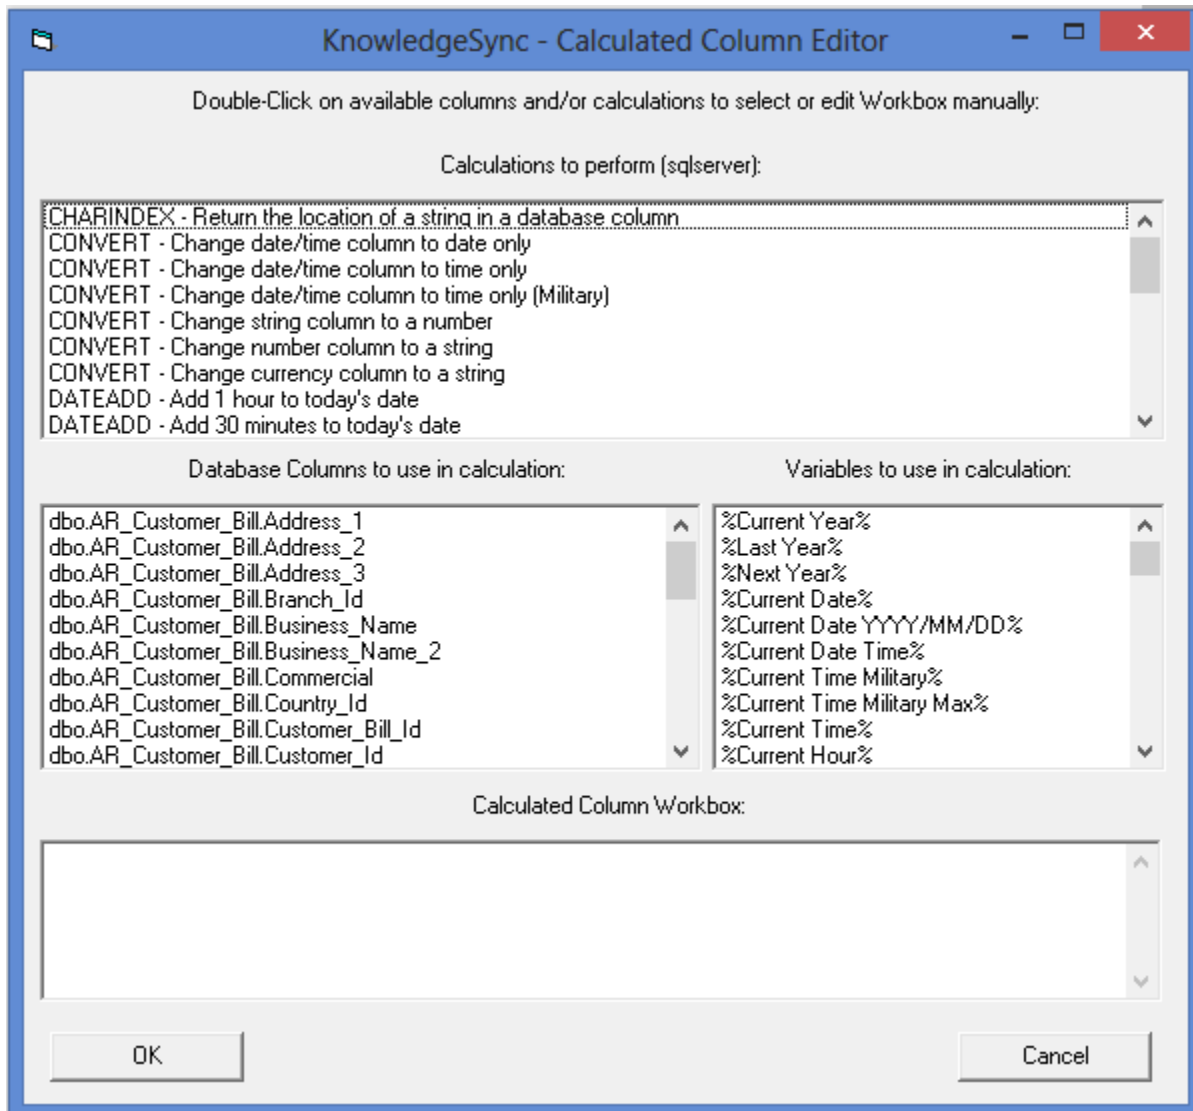 KnowledgeSync - Calculated Column Editor
Double-Click on available columns and/or calculations to select or edit Workbox manually:
Calculations to perform (sqlserver):
CHARINDEX - Return the location of a string in a database column
CONVERT - Change date/time column to date only
CONVERT - Change date/time column to time only
CONVERT - Change date/time column to time only (Military)
CONVERT - Change string column to a number
CONVERT - Change number column to a string
CONVERT - Change currency column to a string
DATEADD - Add 1 hour to today's date
DATEADD - Add 30 minutes to today's date
Database Columns to use in calculation:
dbo.AR_Customer_Bill.Address_1
dbo.AR_Customer_Bill.Address_2
dbo.AR_Customer_Bill.Address_3
dbo.AR_Customer_Bill.Branch_Id
dbo.AR_Customer_Bill.Business_Name
dbo.AR_Customer_Bill.Business_Name_2
dbo.AR_Customer_Bill.Commercial
dbo.AR_Customer_Bill.Country_Id
dbo.AR_Customer_Bill.Customer_Bill_Id
dbo.AR_Customer_Bill.Customer_Id
Variables to use in calculation:
%Current Year%
%Last Year%
%Next Year%
%Current Date%
%Current Date YYYY/MM/DD%
%Current Date Time%
%Current Time Military%
%Current Time Military Max%
%Current Time%
%Current Hour%
Calculated Column Workbox:
OK
Cancel